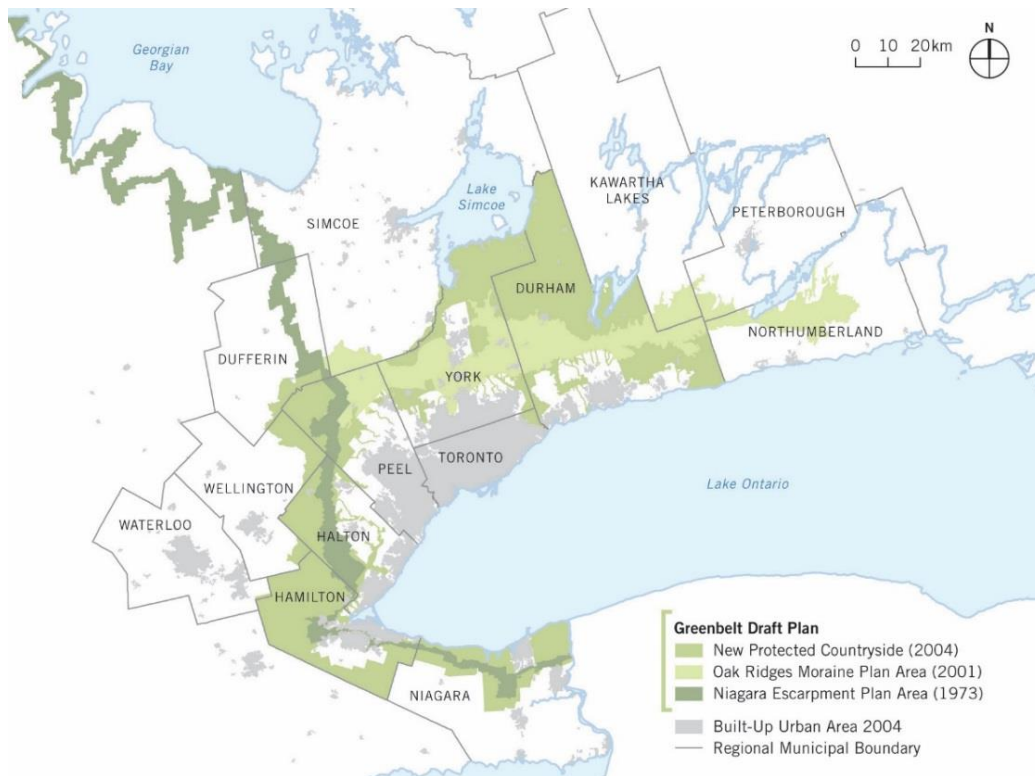 Georgian
Bay
N
0 10 20km
Lake
Simcoe
KAWARTHA
LAKES
SIMCOE
PETERBOROUGH
DURHAM
NORTHUMBERLAND
DUFFERIN
YORK
PEEL
TORONTO
Lake Ontario
WELLINGTON
WATERLOO
HALTON
HAMILTON
NIAGARA
Greenbelt Draft Plan
New Protected Countryside (2004)
Oak Ridges Moraine Plan Area (2001)
Niagara Escarpment Plan Area (1973)
Built-Up Urban Area 2004
Regional Municipal Boundary